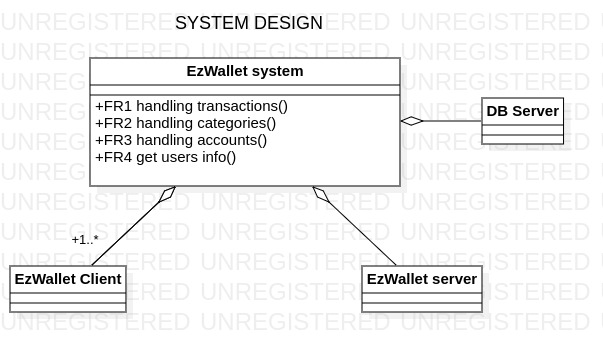 SYSTEM DESIGN
EzWallet system
+FR1 handling transactions()
+FR2 handling categories()
+FR3 handling accounts()
+FR4 get users info()
DB Server
+1..*
EzWallet Client
EzWallet server
UNREGISTERED UNREGISTERED UNREGISTERED